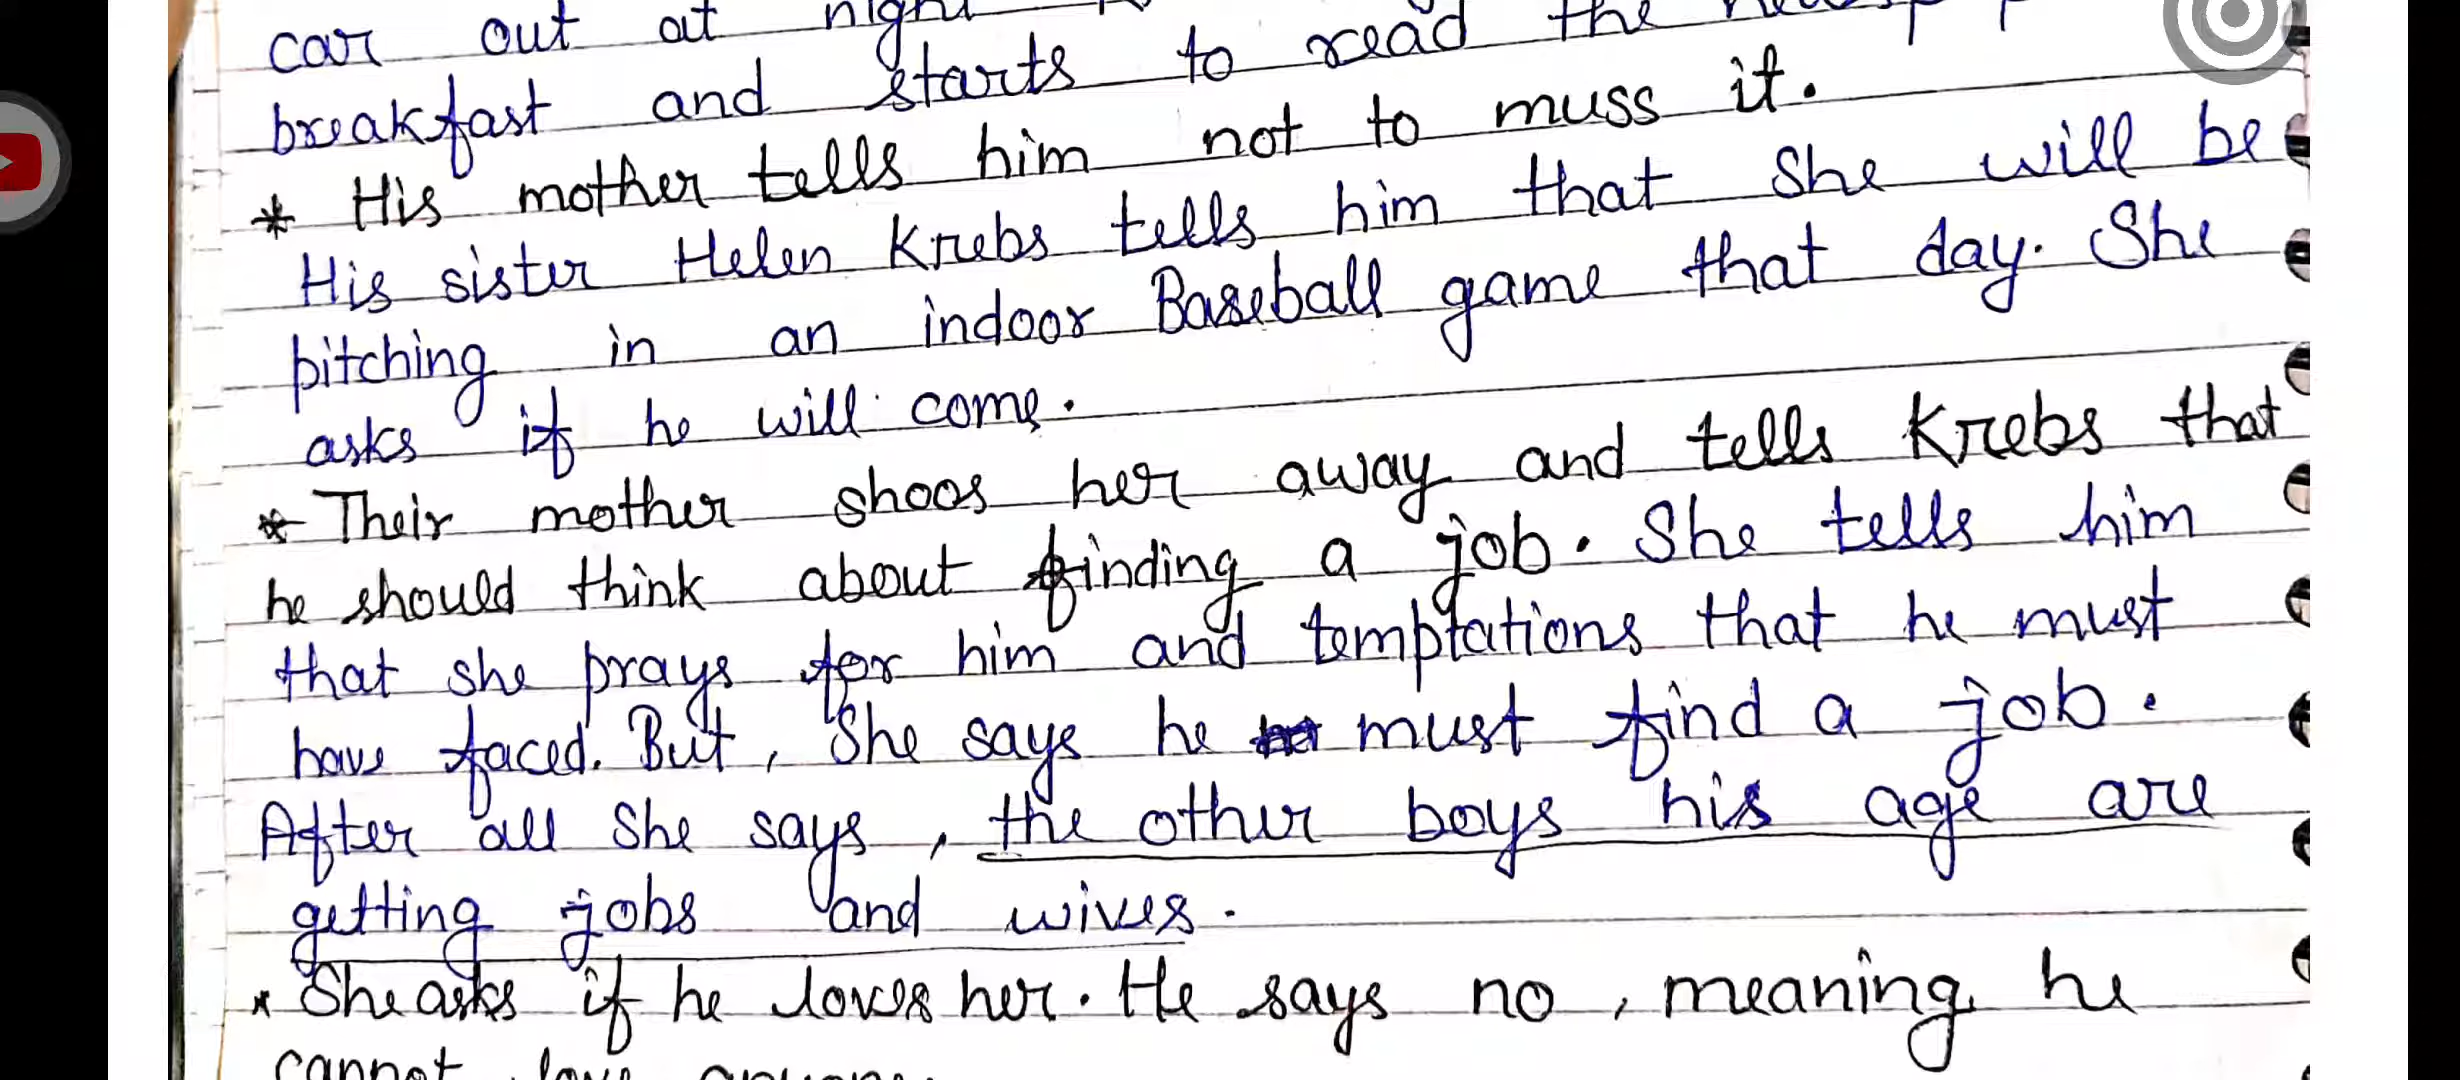 car out at night
breakfast and starts to read the
* His mother tells him not to muss it.
His sister Helen Krebs tells him that She will be
pitching in an indoor Baseball game that day. She
asks if he will come.
* Their mother shoos her away and tells Krebs that
he should think about finding a job. She tells him
that she prays for him and temptations that he must
have faced. But, She says he must find a job.
After all She says, the other boys his age are
getting jobs and wives.
* She asks if he loves her. He says no, meaning he
cannot love anyone.